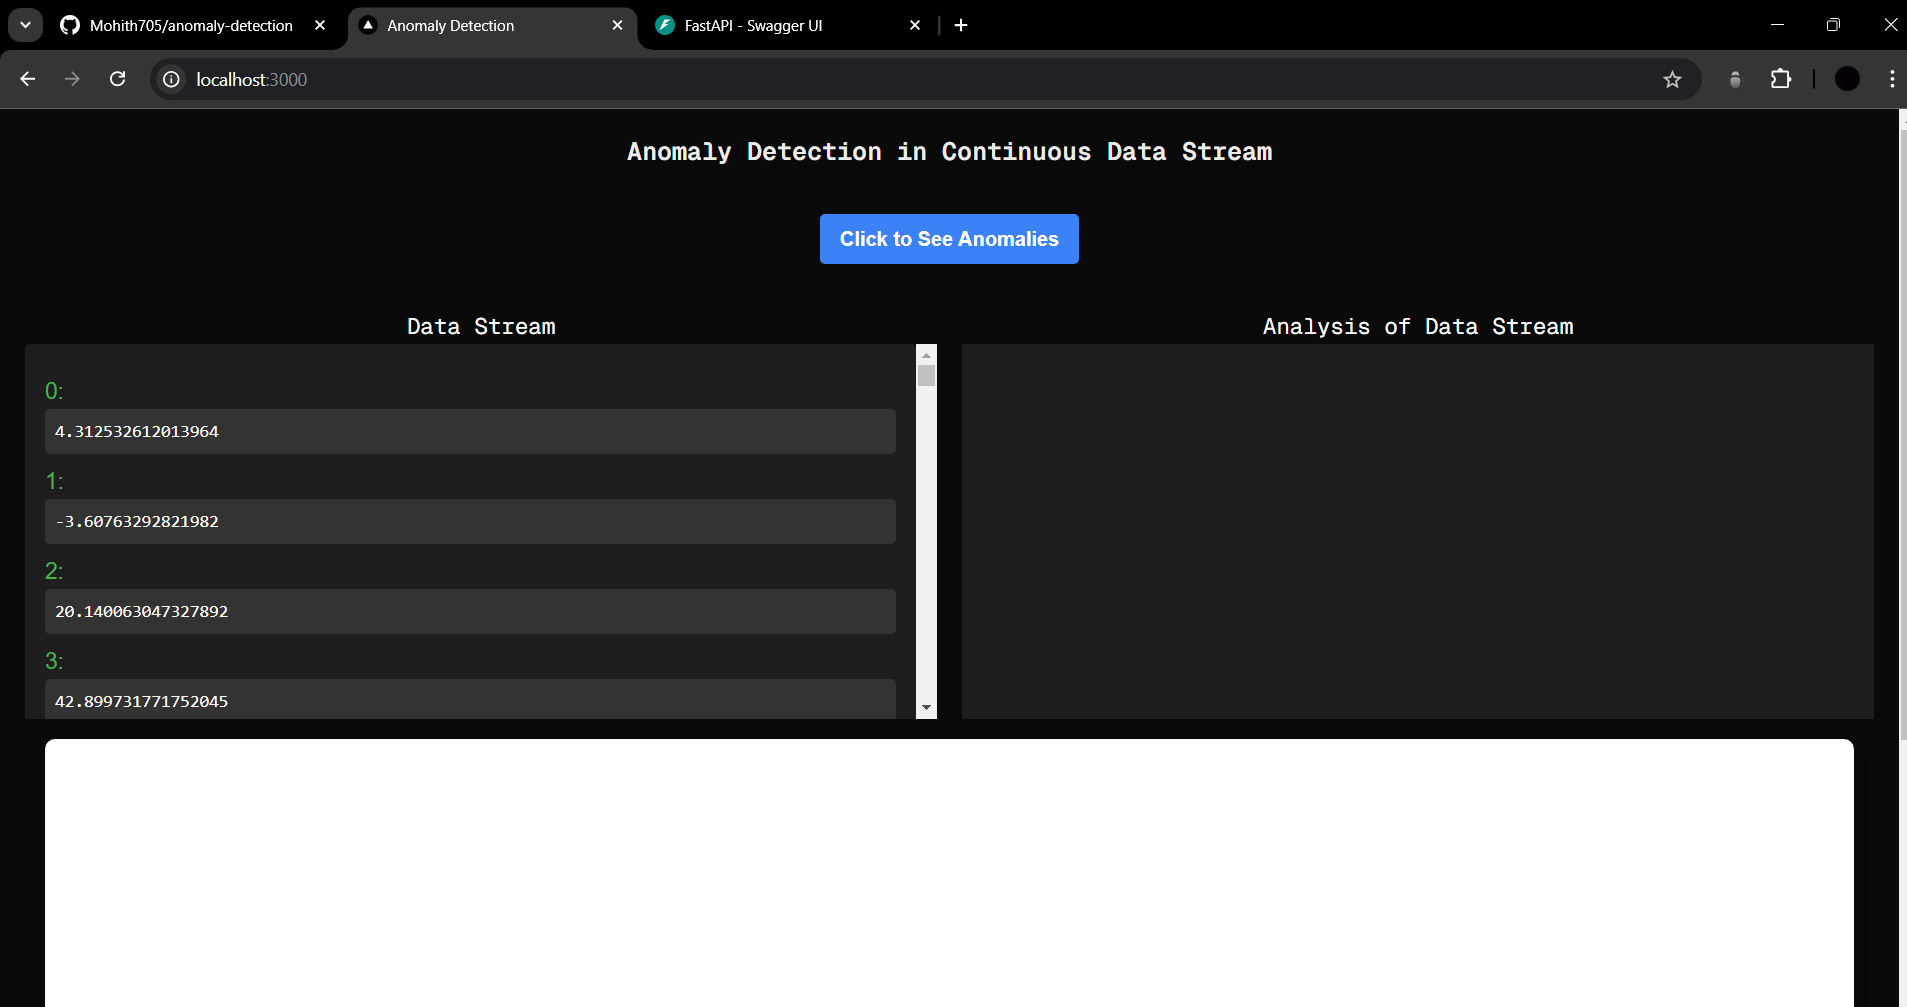 Mohith705/anomaly-detection
Anomaly Detection
FastAPI - Swagger UI
localhost:3000
Anomaly Detection in Continuous Data Stream
Click to See Anomalies
Data Stream
Analysis of Data Stream
0:
4.312532612013964
1:
-3.60763292821982
2:
20.140063047327892
3:
42.899731771752045